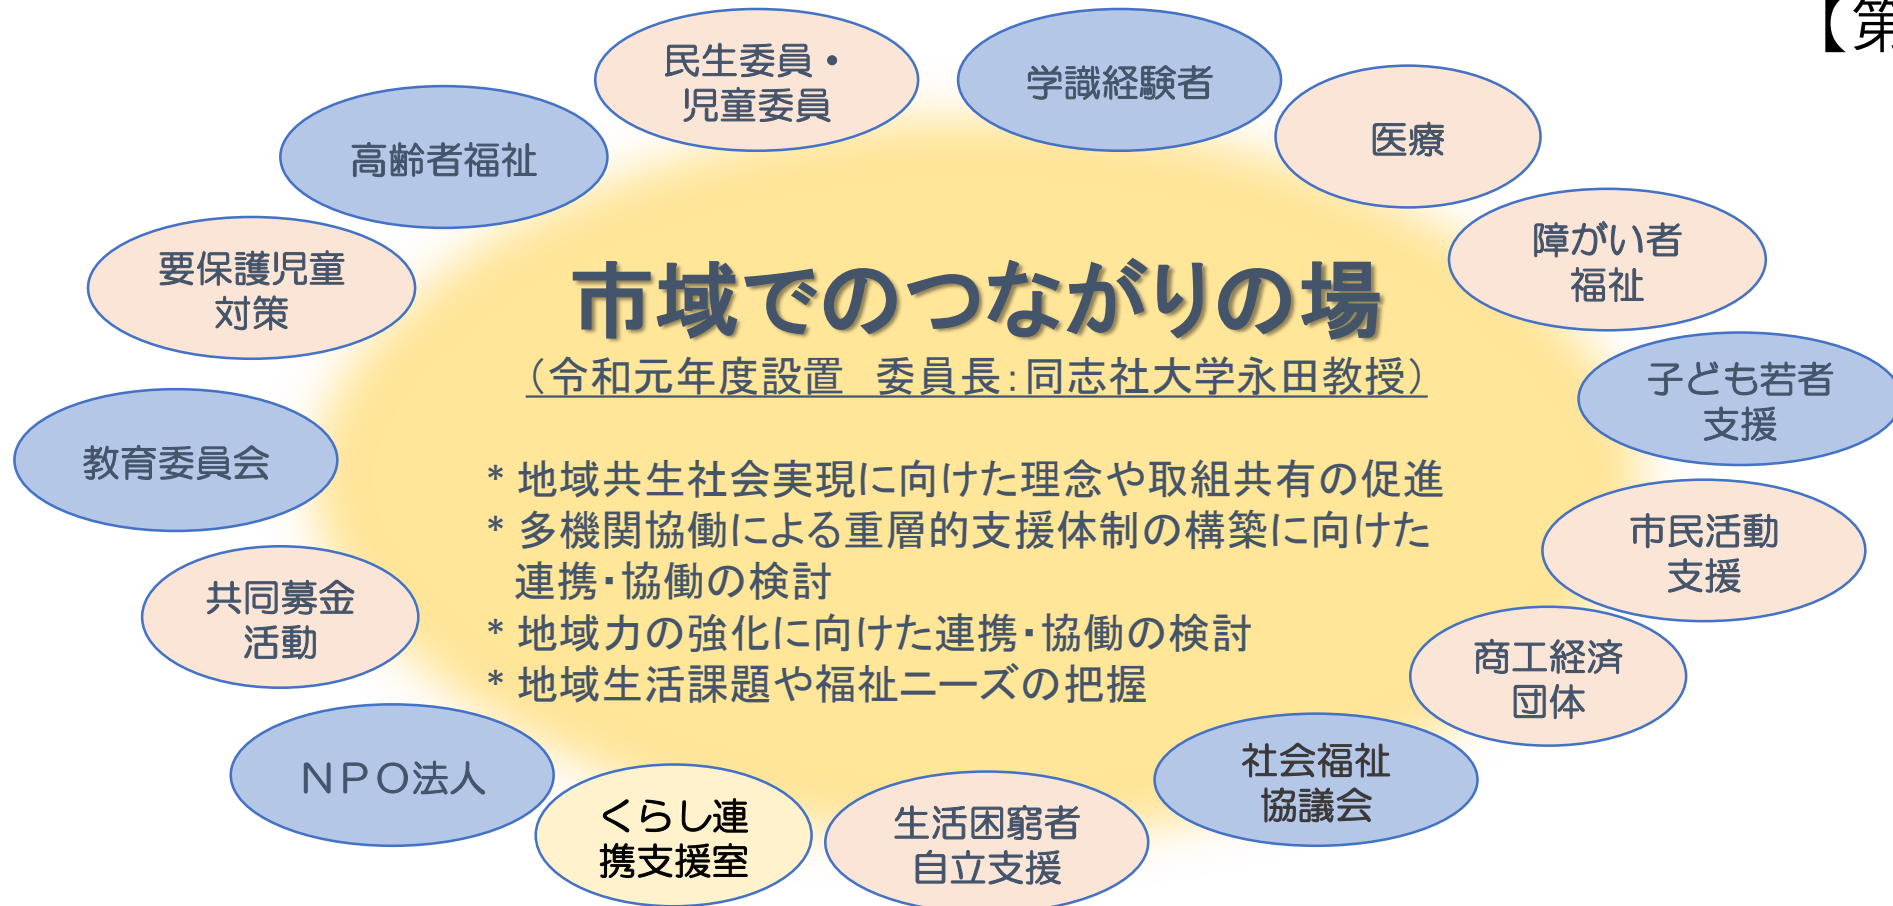 【第
民生委員・
児童委員
学識経験者
医療
高齢者福祉
障がい者
福祉
要保護児童
対策
市域でのつながりの場
（令和元年度設置　委員長：同志社大学永田教授）
子ども若者
支援
教育委員会
* 地域共生社会実現に向けた理念や取組共有の促進
* 多機関協働による重層的支援体制の構築に向けた
連携・協働の検討
* 地域力の強化に向けた連携・協働の検討
* 地域生活課題や福祉ニーズの把握
市民活動
支援
共同募金
活動
商工経済
団体
ＮＰＯ法人
社会福祉
協議会
くらし連
携支援室
生活困窮者
自立支援